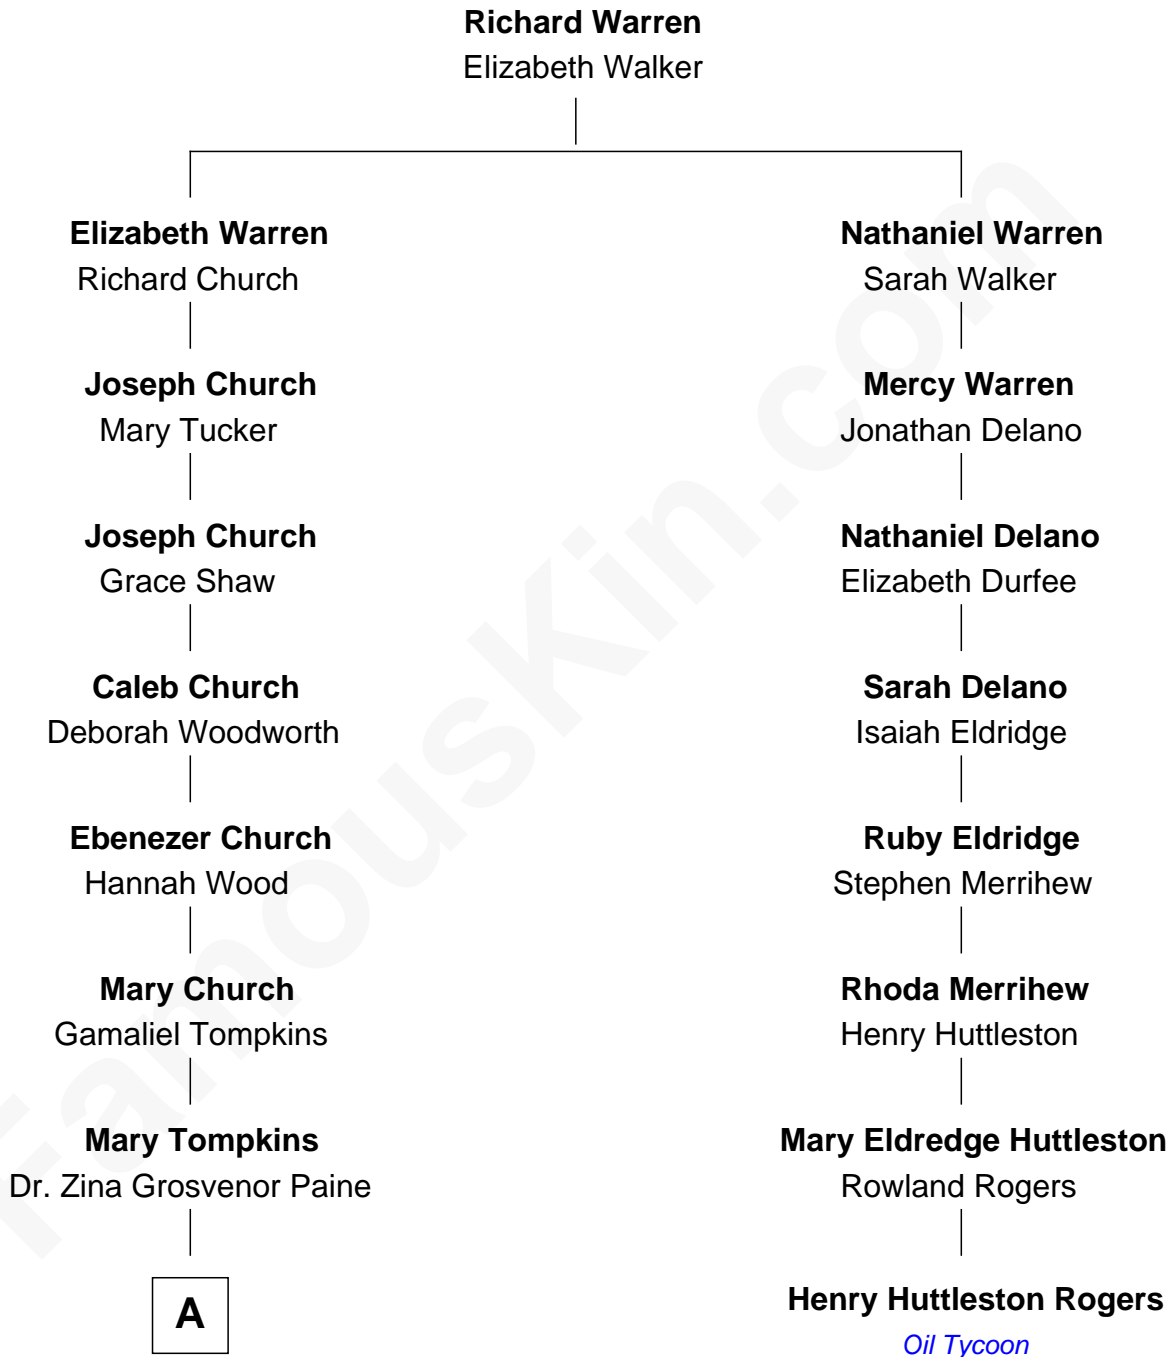 Richard Warren
Elizabeth Walker
Elizabeth Warren
Richard Church
Joseph Church
Mary Tucker
Joseph Church
Grace Shaw
Caleb Church
Deborah Woodworth
Ebenezer Church
Hannah Wood
Mary Church
Gamaliel Tompkins
Mary Tompkins
Dr. Zina Grosvenor Paine
A
Nathaniel Warren
Sarah Walker
Mercy Warren
Jonathan Delano
Nathaniel Delano
Elizabeth Durfee
Sarah Delano
Isaiah Eldridge
Ruby Eldridge
Stephen Merrihew
Rhoda Merrihew
Henry Huttleston
Mary Eldredge Huttleston
Rowland Rogers
Henry Huttleston Rogers
Oil Tycoon
FamousKin.com